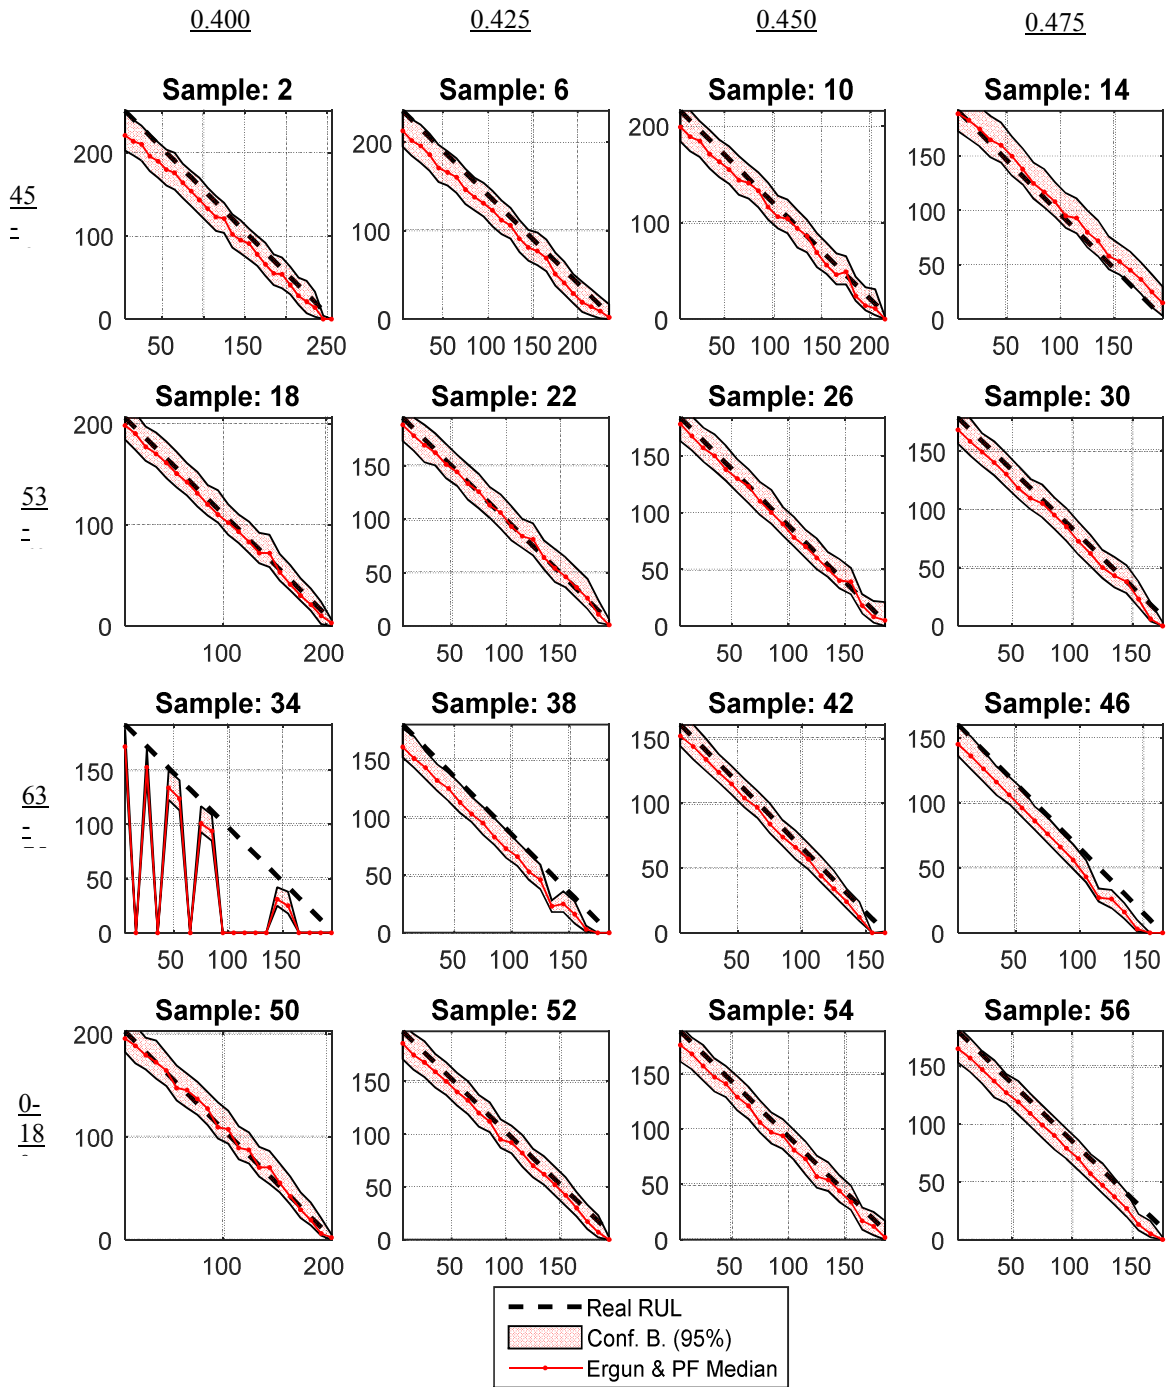 0.400 0.425 0.450 0.475
Sample: 2 Sample: 6 Sample: 10 Sample: 14
200 200 200 150
45
-
100 100 100 100
50
0 0 0 0
50 150 250 50 100 150 200 50 100 150 200 50 100 150
Sample: 18 Sample: 22 Sample: 26 Sample: 30
200 150 150 150
53
-
100 100 100 100
50 50 50
0 0 0 0
100 200 50 100 150 50 100 150 50 100 150
Sample: 34 Sample: 38 Sample: 42 Sample: 46
150 150 150 150
63
-
100 100 100 100
50 50 50 50
0 0 0 0
50 100 150 50 100 150 50 100 150 50 100 150
Sample: 50 Sample: 52 Sample: 54 Sample: 56
200 150 150 150
0-
18
100 100 100 100
50 50 50
0 0 0 0
100 200 50 100 150 50 100 150 50 100 150
Real RUL
Conf. B. (95%)
Ergun & PF Median